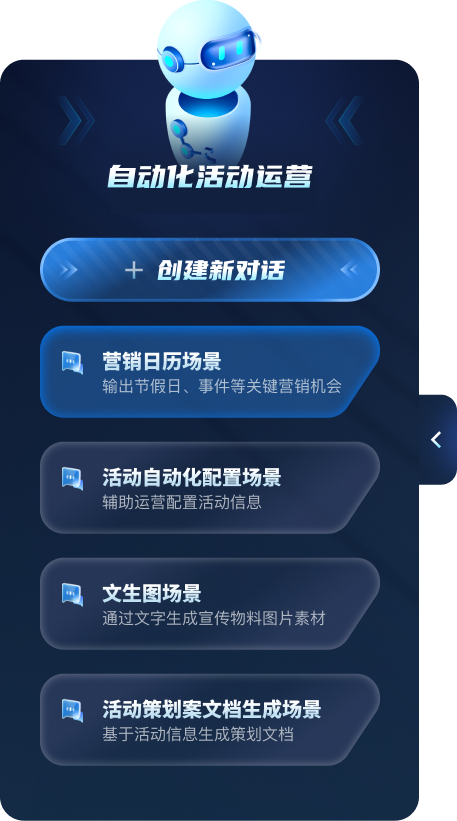 自动化活动运营
＋ 创建新对话
营销日历场景
输出节假日、事件等关键营销机会
活动自动化配置场景
辅助运营配置活动信息
文生图场景
通过文字生成宣传物料图片素材
活动策划案文档生成场景
基于活动信息生成策划文档